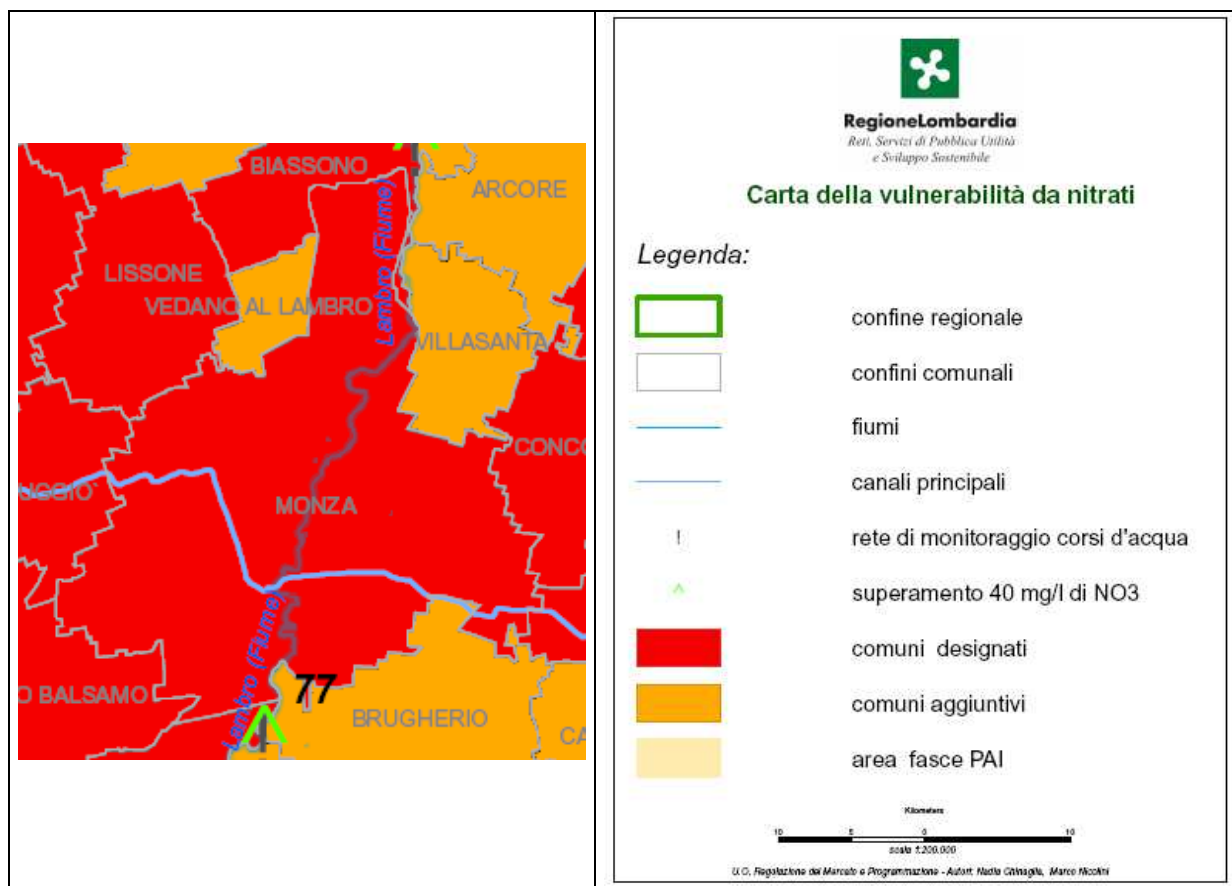 BIASSONO
ARCORE
Lambro (Fiume)
LISSONE
VEDANO AL LAMBRO
VILLASANTA
CONCO
UGGIO`
MONZA
Lambro (Fiume)
O BALSAMO
77
BRUGHERIO
CA
RegioneLombardia
Reti, Servizi di Pubblica Utilità
e Sviluppo Sostenibile
Carta della vulnerabilità da nitrati
Legenda:
confine regionale
confini comunali
fiumi
canali principali
! rete di monitoraggio corsi d'acqua
superamento 40 mg/l di NO3
comuni designati
comuni aggiuntivi
area fasce PAI
Kilometers
10 5 0 10
scala 1:200.000
U.O. Regolazione del Mercato e Programmazione - Autori: Nadia Chinaglia, Marco Nicolini